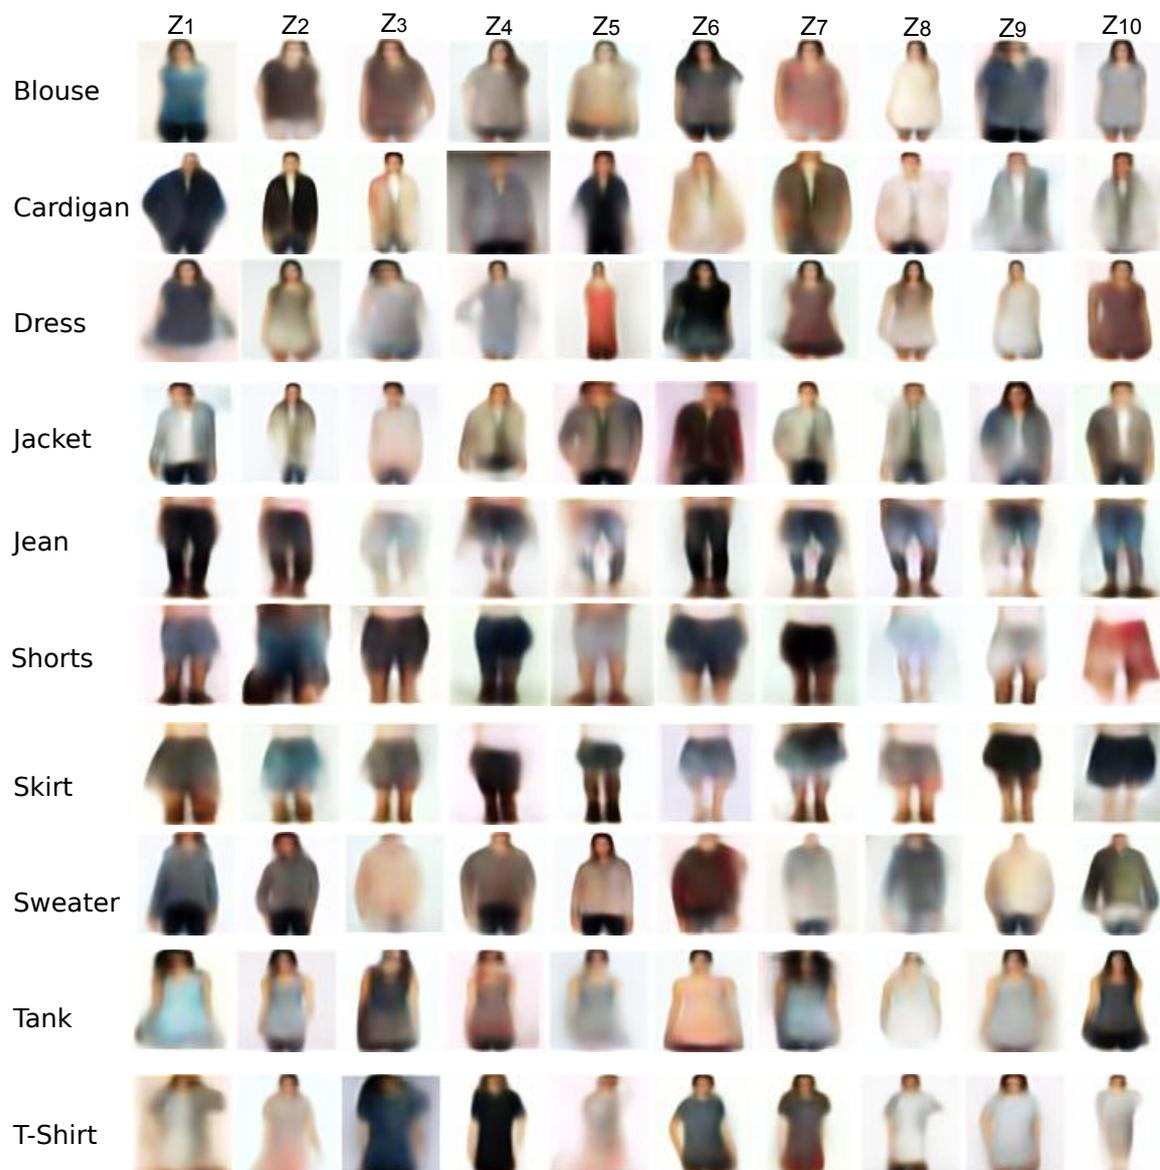 Z1 Z2 Z3 Z4 Z5 Z6 Z7 Z8 Z9 Z10
Blouse
Cardigan
Dress
Jacket
Jean
Shorts
Skirt
Sweater
Tank
T-Shirt